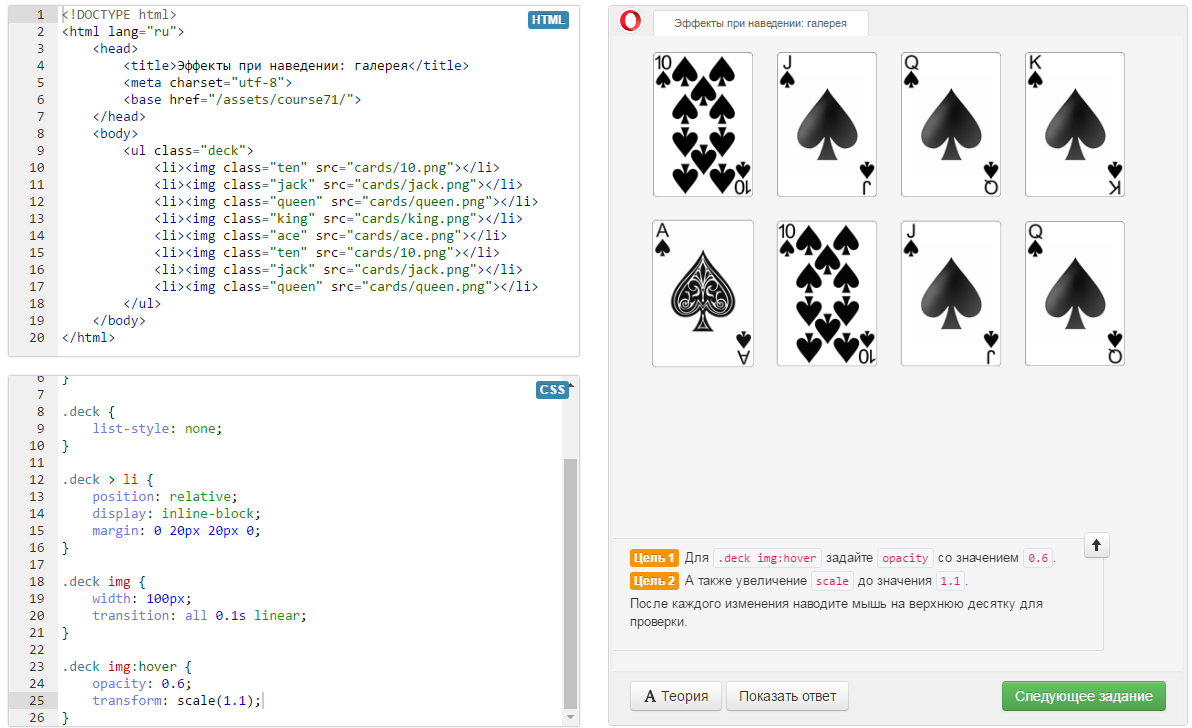 1 <!DOCTYPE html>
2 <html lang="ru">
3     <head>
4         <title>Эффекты при наведении: галерея</title>
5         <meta charset="utf-8">
6         <base href="/assets/course71/">
7     </head>
8     <body>
9         <ul class="deck">
10             <li><img class="ten" src="cards/10.png"></li>
11             <li><img class="jack" src="cards/jack.png"></li>
12             <li><img class="queen" src="cards/queen.png"></li>
13             <li><img class="king" src="cards/king.png"></li>
14             <li><img class="ace" src="cards/ace.png"></li>
15             <li><img class="ten" src="cards/10.png"></li>
16             <li><img class="jack" src="cards/jack.png"></li>
17             <li><img class="queen" src="cards/queen.png"></li>
18         </ul>
19     </body>
20 </html>
HTML
6 }
7
8 .deck {
9     list-style: none;
10 }
11
12 .deck > li {
13     position: relative;
14     display: inline-block;
15     margin: 0 20px 20px 0;
16 }
17
18 .deck img {
19     width: 100px;
20     transition: all 0.1s linear;
21 }
22
23 .deck img:hover {
24     opacity: 0.6;
25     transform: scale(1.1);
26 }
CSS
Эффекты при наведении: галерея
10 J Q K
10 J Q K
A 10 J Q
A 10 J Q
Цель 1 Для .deck img:hover задайте opacity со значением 0.6.
Цель 2 А также увеличение scale до значения 1.1.
После каждого изменения наводите мышь на верхнюю десятку для
проверки.
A Теория Показать ответ Следующее задание